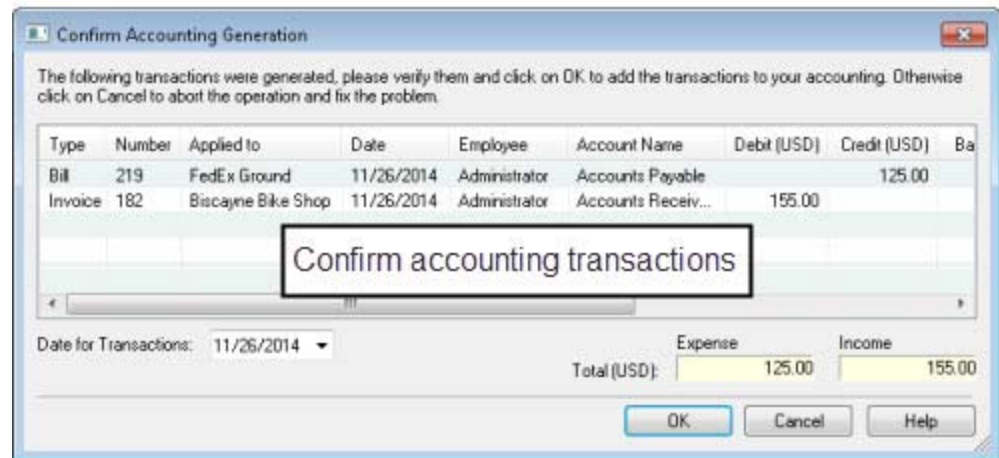 Confirm Accounting Generation
The following transactions were generated, please verify them and click on OK to add the transactions to your accounting. Otherwise
click on Cancel to abort the operation and fix the problem.
Type Number Applied to Date Employee Account Name Debit (USD) Credit (USD) Ba
Bill 219 FedEx Ground 11/26/2014 Administrator Accounts Payable 125.00
Invoice 182 Biscayne Bike Shop 11/26/2014 Administrator Accounts Receiv... 155.00
Confirm accounting transactions
Date for Transactions: 11/26/2014
Expense Income
Total (USD): 125.00 155.00
OK Cancel Help